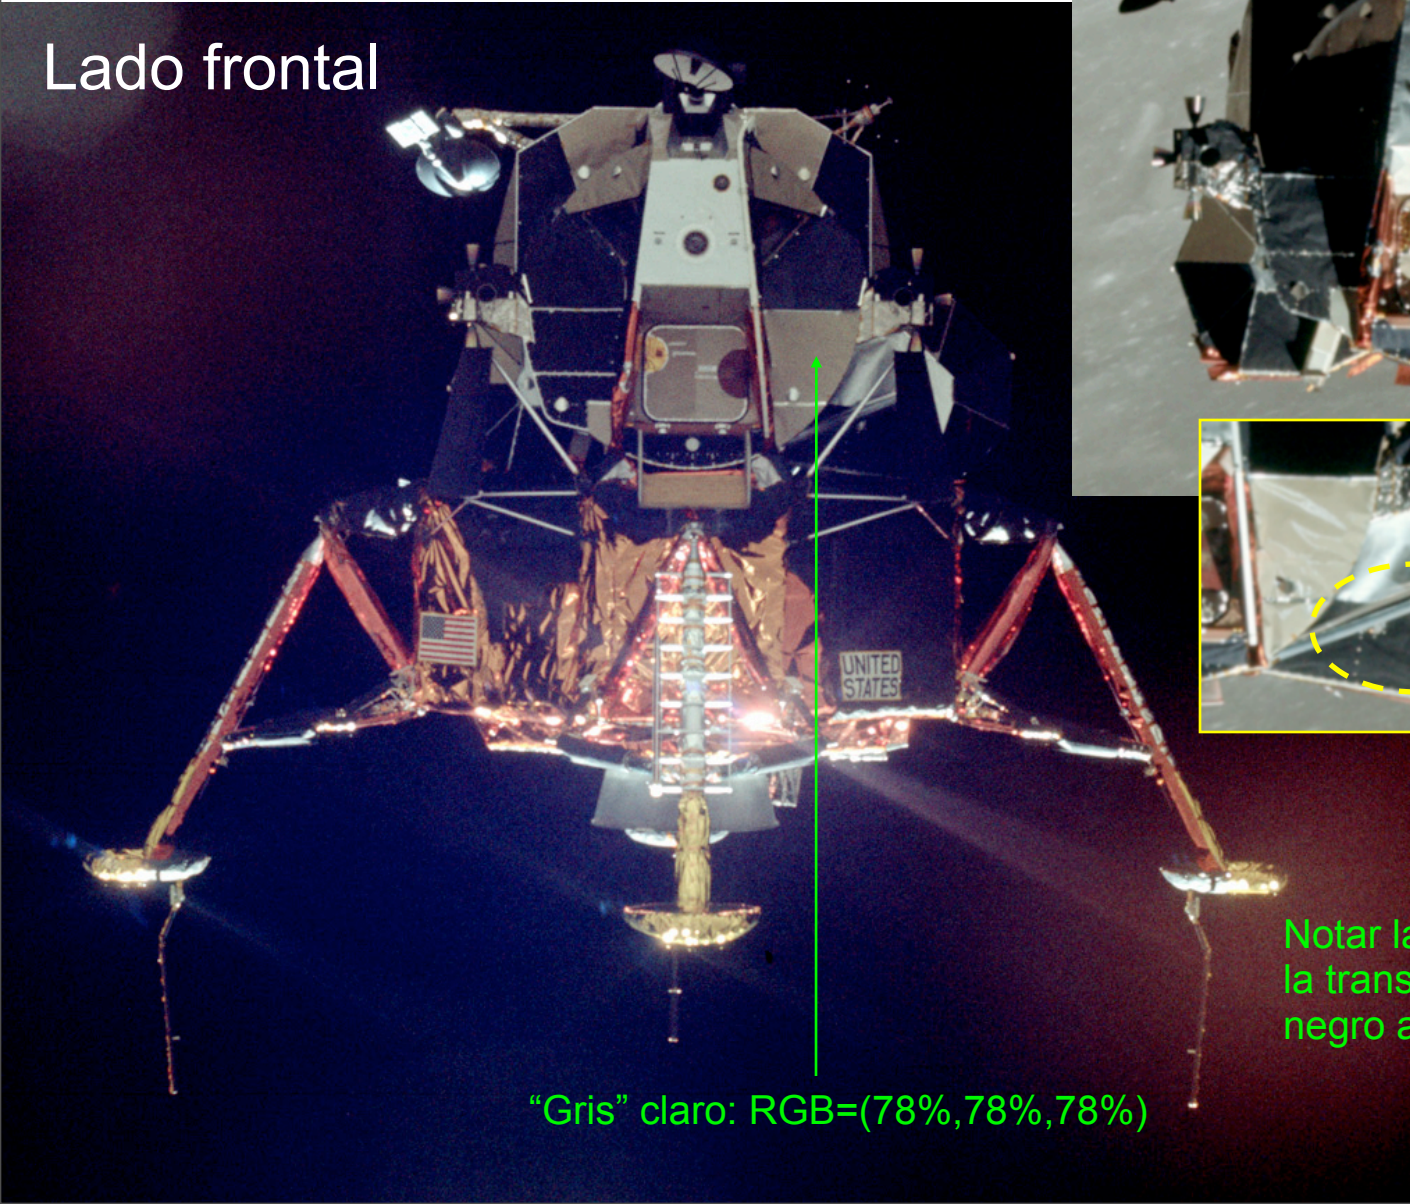 Lado frontal
UNITED
STATES
Notar la
la trans
negro a
“Gris” claro: RGB=(78%,78%,78%)